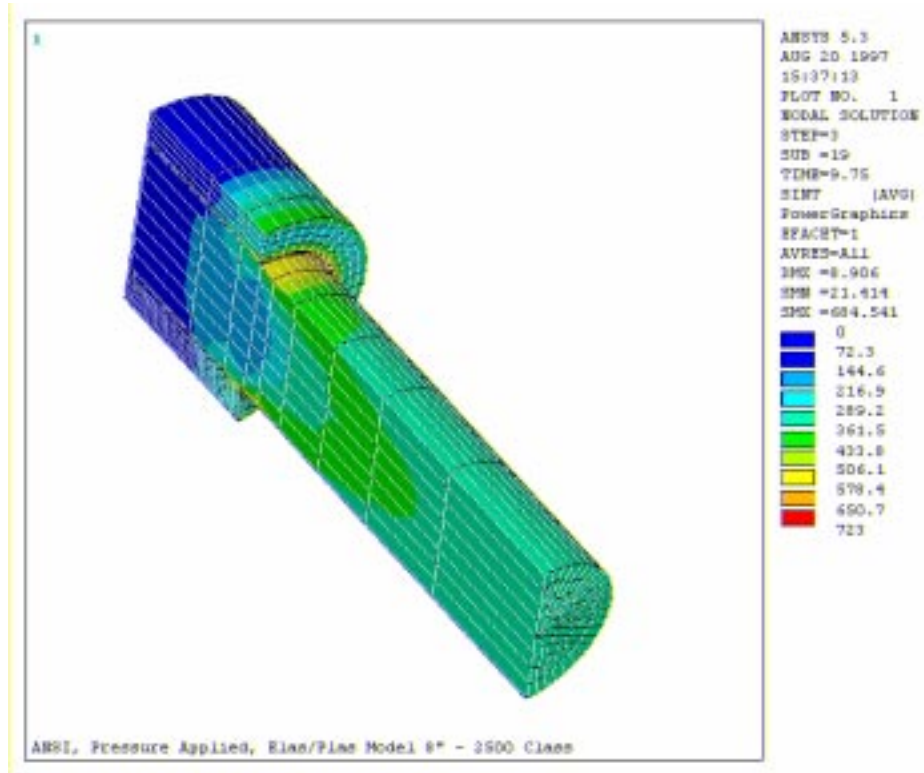 1
ANSYS 5.3
AUG 20 1997
15:37:13
PLOT NO. 1
NODAL SOLUTION
STEP=3
SUB =19
TIME=9.75
SINT (AVG)
PowerGraphics
EFACET=1
AVRES=All
DMX =8.906
SMN =21.414
SMX =684.541
0
72.3
144.6
216.9
289.2
361.5
433.8
506.1
578.4
650.7
723
ANSI, Pressure Applied, Elas/Plas Model 8" - 2500 Class